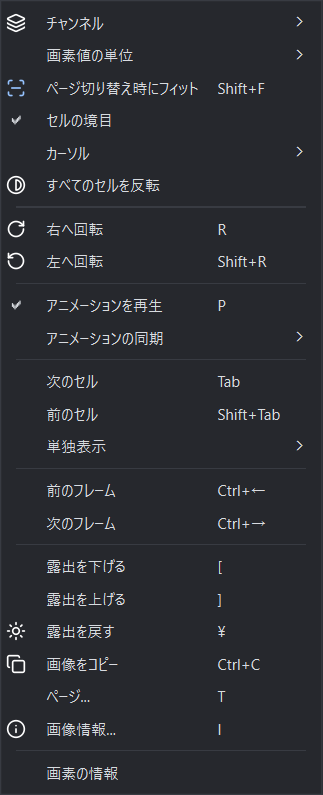 チャンネル
画素値の単位
ページ切り替え時にフィット Shift+F
セルの境目
カーソル
すべてのセルを反転
右へ回転 R
左へ回転 Shift+R
アニメーションを再生 P
アニメーションの同期
次のセル Tab
前のセル Shift+Tab
単独表示
前のフレーム Ctrl+←
次のフレーム Ctrl+→
露出を下げる [
露出を上げる ]
露出を戻す ¥
画像をコピー Ctrl+C
ページ... T
画像情報... I
画素の情報